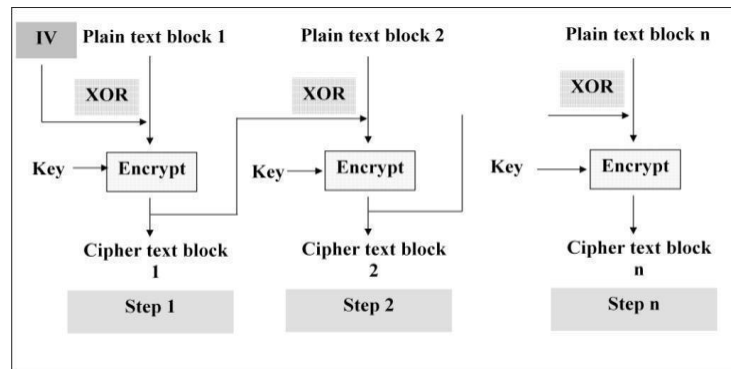 IV Plain text block 1 Plain text block 2 Plain text block n
XOR XOR XOR
Key Encrypt Key Encrypt Key Encrypt
Cipher text block Cipher text block Cipher text block
1 2 n
Step 1 Step 2 Step n